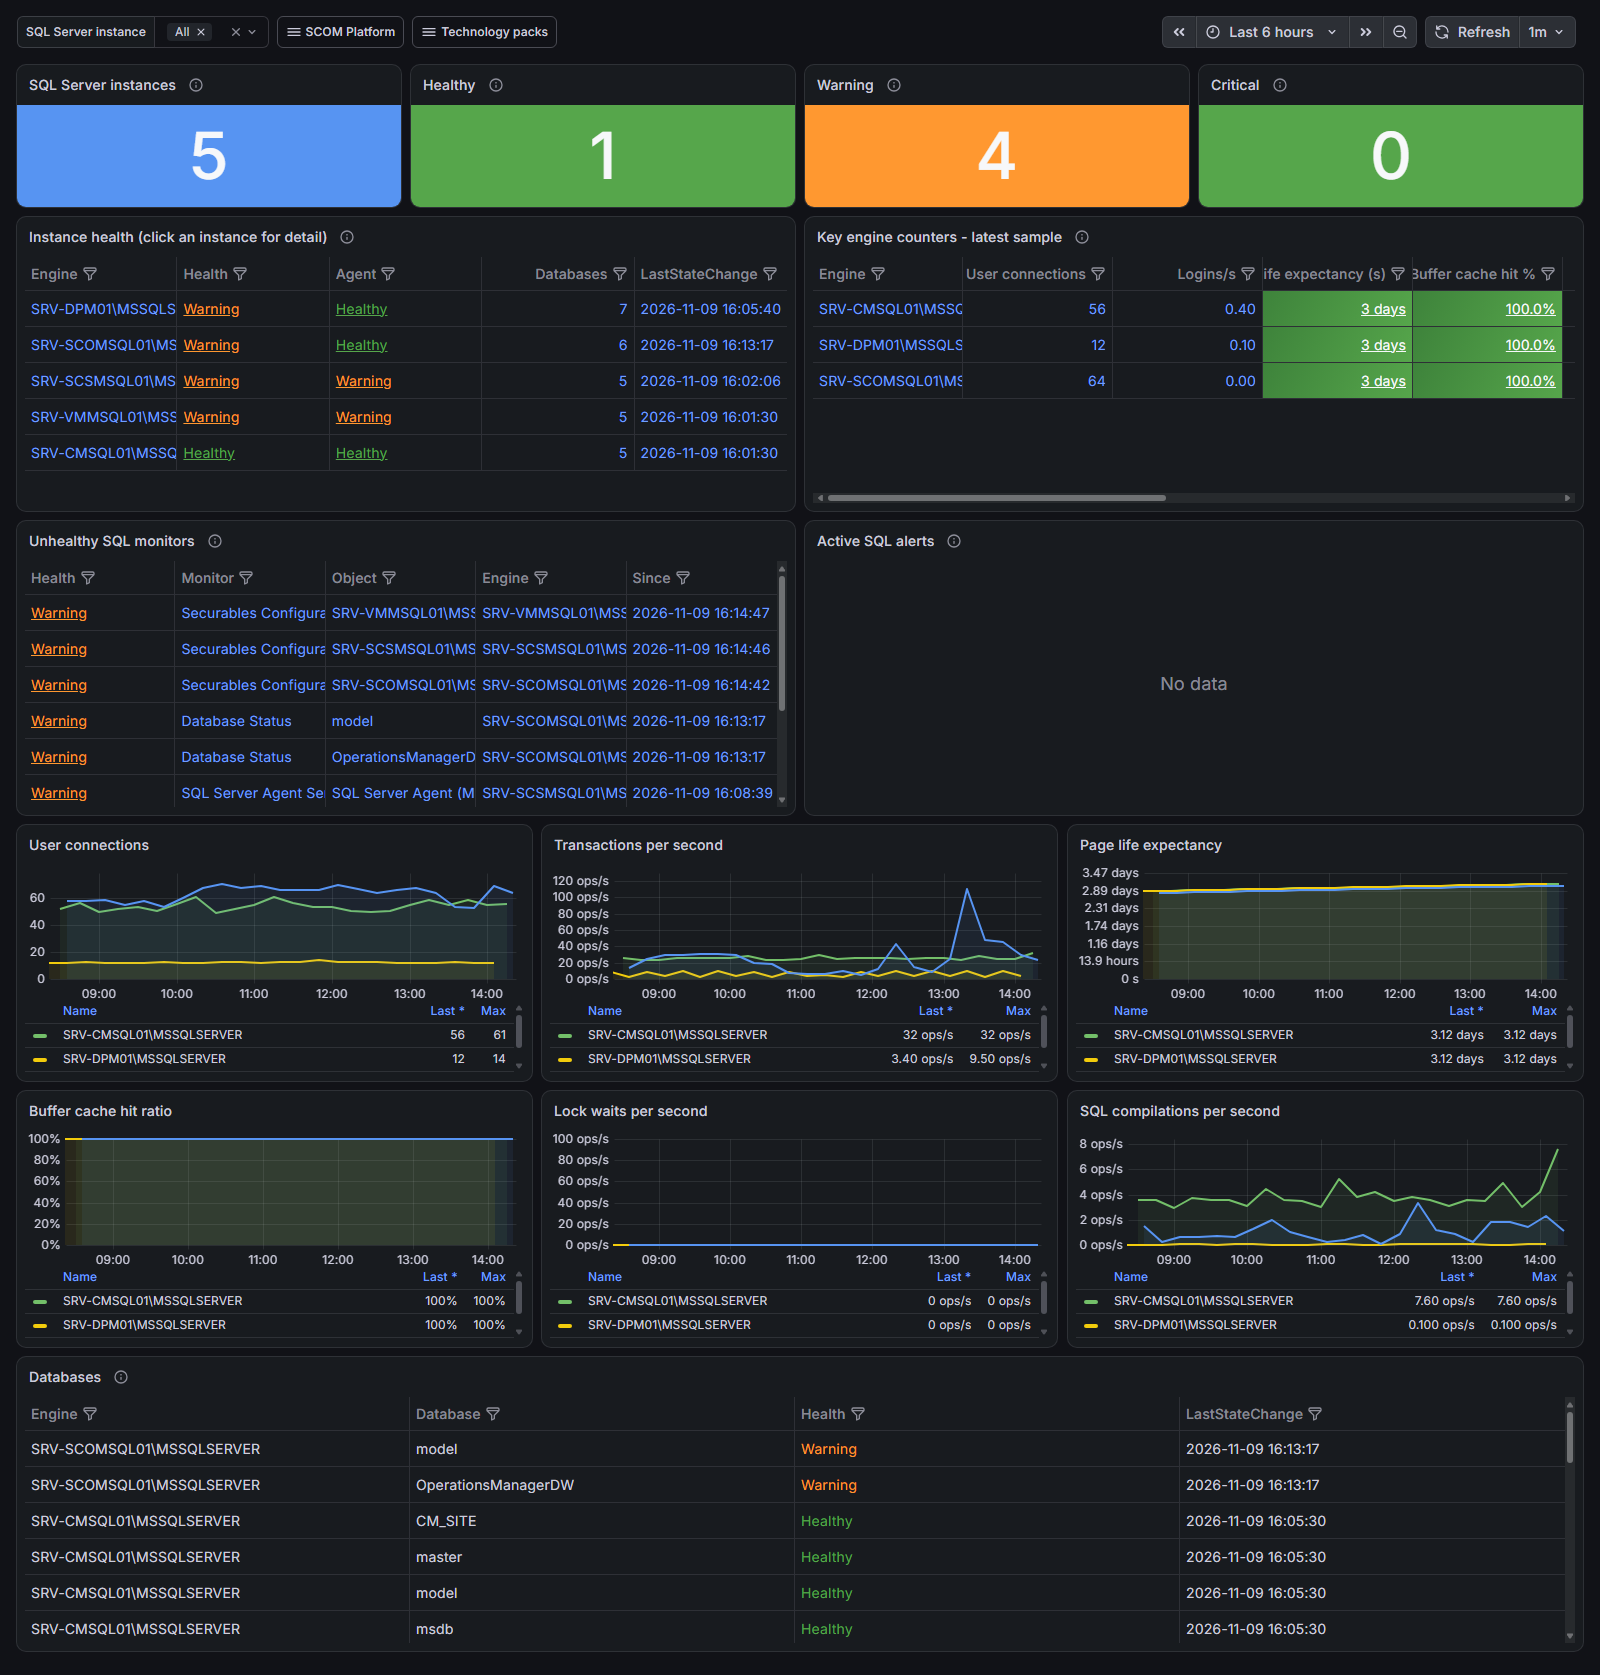 SQL Server instance All SCOM Platform Technology packs Last 6 hours Refresh 1m
SQL Server instances
5
Healthy
1
Warning
4
Critical
0
Instance health (click an instance for detail)
Engine Health Agent Databases LastStateChange
SRV-DPM01\MSSQLS Warning Healthy 7 2026-11-09 16:05:40
SRV-SCOMSQL01\MS Warning Healthy 6 2026-11-09 16:13:17
SRV-SCSMSQL01\MS Warning Warning 5 2026-11-09 16:02:06
SRV-VMMSQL01\MSS Warning Warning 5 2026-11-09 16:01:30
SRV-CMSQL01\MSSQ Healthy Healthy 5 2026-11-09 16:01:30
Key engine counters - latest sample
Engine User connections Logins/s ife expectancy (s) Buffer cache hit %
SRV-CMSQL01\MSSQ 56 0.40 3 days 100.0%
SRV-DPM01\MSSQLS 12 0.10 3 days 100.0%
SRV-SCOMSQL01\MS 64 0.00 3 days 100.0%
Unhealthy SQL monitors
Health Monitor Object Engine Since
Warning Securables Configura SRV-VMMSQL01\MSS SRV-VMMSQL01\MSS 2026-11-09 16:14:47
Warning Securables Configura SRV-SCSMSQL01\MS SRV-SCSMSQL01\MS 2026-11-09 16:14:46
Warning Securables Configura SRV-SCOMSQL01\MS SRV-SCOMSQL01\MS 2026-11-09 16:14:42
Warning Database Status model SRV-SCOMSQL01\MS 2026-11-09 16:13:17
Warning Database Status OperationsManagerD SRV-SCOMSQL01\MS 2026-11-09 16:13:17
Warning SQL Server Agent Se SQL Server Agent (M SRV-SCSMSQL01\MS 2026-11-09 16:08:39
Active SQL alerts
No data
User connections
60
40
20
0
09:00 10:00 11:00 12:00 13:00 14:00
Name Last * Max
SRV-CMSQL01\MSSQLSERVER 56 61
SRV-DPM01\MSSQLSERVER 12 14
Transactions per second
120 ops/s
100 ops/s
80 ops/s
60 ops/s
40 ops/s
20 ops/s
0 ops/s
09:00 10:00 11:00 12:00 13:00 14:00
Name Last * Max
SRV-CMSQL01\MSSQLSERVER 32 ops/s 32 ops/s
SRV-DPM01\MSSQLSERVER 3.40 ops/s 9.50 ops/s
Page life expectancy
3.47 days
2.89 days
2.31 days
1.74 days
1.16 days
13.9 hours
0 s
09:00 10:00 11:00 12:00 13:00 14:00
Name Last * Max
SRV-CMSQL01\MSSQLSERVER 3.12 days 3.12 days
SRV-DPM01\MSSQLSERVER 3.12 days 3.12 days
Buffer cache hit ratio
100%
80%
60%
40%
20%
0%
09:00 10:00 11:00 12:00 13:00 14:00
Name Last * Max
SRV-CMSQL01\MSSQLSERVER 100% 100%
SRV-DPM01\MSSQLSERVER 100% 100%
Lock waits per second
100 ops/s
80 ops/s
60 ops/s
40 ops/s
20 ops/s
0 ops/s
09:00 10:00 11:00 12:00 13:00 14:00
Name Last * Max
SRV-CMSQL01\MSSQLSERVER 0 ops/s 0 ops/s
SRV-DPM01\MSSQLSERVER 0 ops/s 0 ops/s
SQL compilations per second
8 ops/s
6 ops/s
4 ops/s
2 ops/s
0 ops/s
09:00 10:00 11:00 12:00 13:00 14:00
Name Last * Max
SRV-CMSQL01\MSSQLSERVER 7.60 ops/s 7.60 ops/s
SRV-DPM01\MSSQLSERVER 0.100 ops/s 0.100 ops/s
Databases
Engine Database Health LastStateChange
SRV-SCOMSQL01\MSSQLSERVER model Warning 2026-11-09 16:13:17
SRV-SCOMSQL01\MSSQLSERVER OperationsManagerDW Warning 2026-11-09 16:13:17
SRV-CMSQL01\MSSQLSERVER CM_SITE Healthy 2026-11-09 16:05:30
SRV-CMSQL01\MSSQLSERVER master Healthy 2026-11-09 16:05:30
SRV-CMSQL01\MSSQLSERVER model Healthy 2026-11-09 16:05:30
SRV-CMSQL01\MSSQLSERVER msdb Healthy 2026-11-09 16:05:30